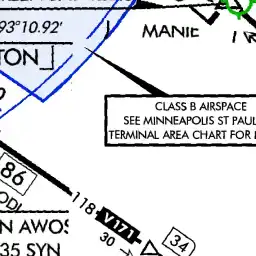 93°10.92'
MANIE
TON
CLASS B AIRSPACE
SEE MINNEAPOLIS ST PAUL
TERMINAL AREA CHART FOR
86
118
V171
30
34
N AWOS
35 SYN